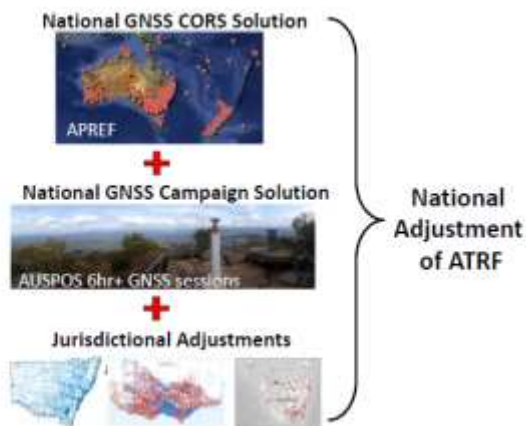 National GNSS CORS Solution
APREF
National GNSS Campaign Solution
AUSPOS 6hr+ GNSS sessions
Jurisdictional Adjustments
National
Adjustment
of ATRF